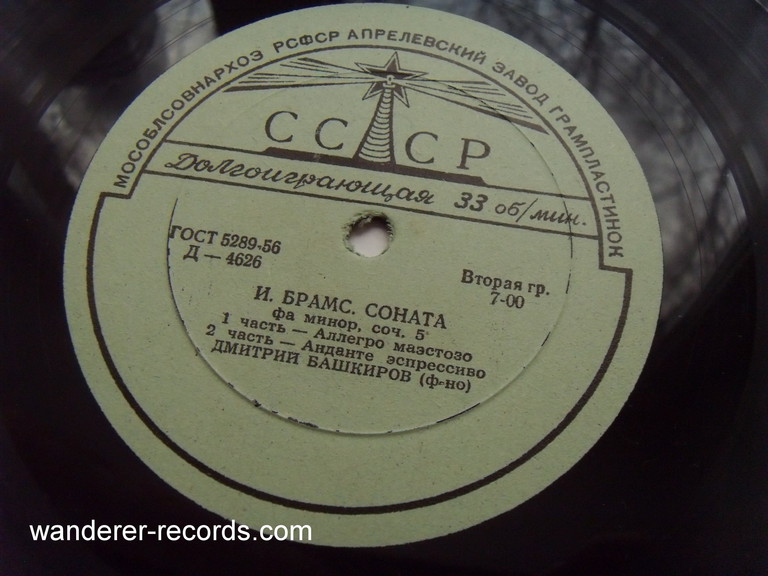 МОСОБЛСОВНАРХОЗ РСФСР АПРЕЛЕВСКИЙ ЗАВОД ГРАМПЛАСТИНОК
СССР
Долгоиграющая 33 об/мин.
ГОСТ 5289-56
Д — 4626
Вторая гр.
7-00
И. БРАМС. СОНАТА
фа минор, соч. 5
1 часть — Аллегро маэстозо
2 часть — Анданте эспрессиво
ДМИТРИЙ БАШКИРОВ (ф-но)
wanderer-records.com